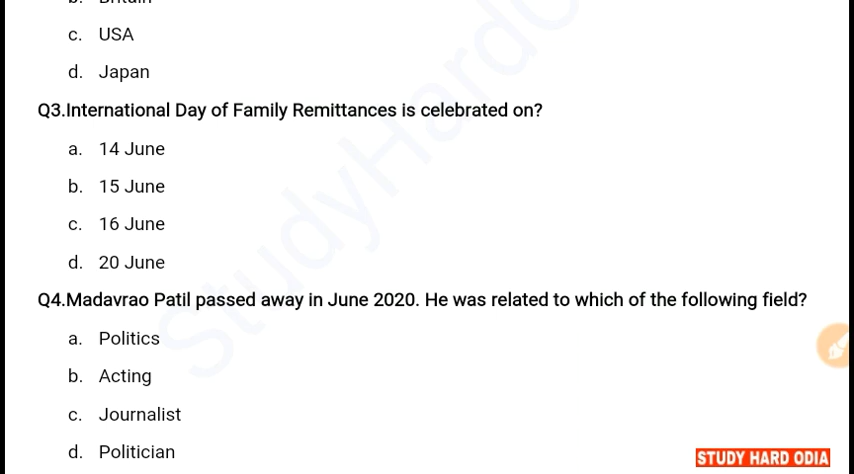 c. USA
d. Japan
Q3.International Day of Family Remittances is celebrated on?
a. 14 June
b. 15 June
c. 16 June
d. 20 June
Q4.Madavrao Patil passed away in June 2020. He was related to which of the following field?
a. Politics
b. Acting
c. Journalist
d. Politician
STUDY HARD ODIA